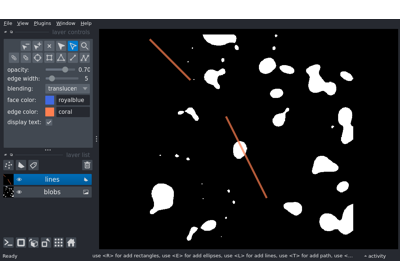 File View Plugins Window Help
layer controls
opacity: 0.70
edge width: 5
blending: translucen
face color: royalblue
edge color: coral
display text:
layer list
lines
blobs
Ready use <R> for add rectangles, use <E> for add ellipses, use <L> for add lines, use <T> for add path, use <... activity